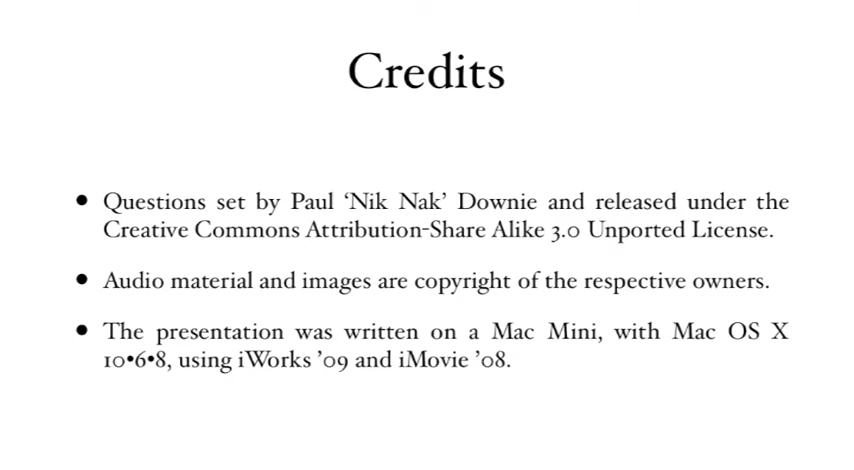 Credits
• Questions set by Paul ‘Nik Nak’ Downie and released under the
Creative Commons Attribution-Share Alike 3.0 Unported License.
• Audio material and images are copyright of the respective owners.
• The presentation was written on a Mac Mini, with Mac OS X
10•6•8, using iWorks ’09 and iMovie ’08.